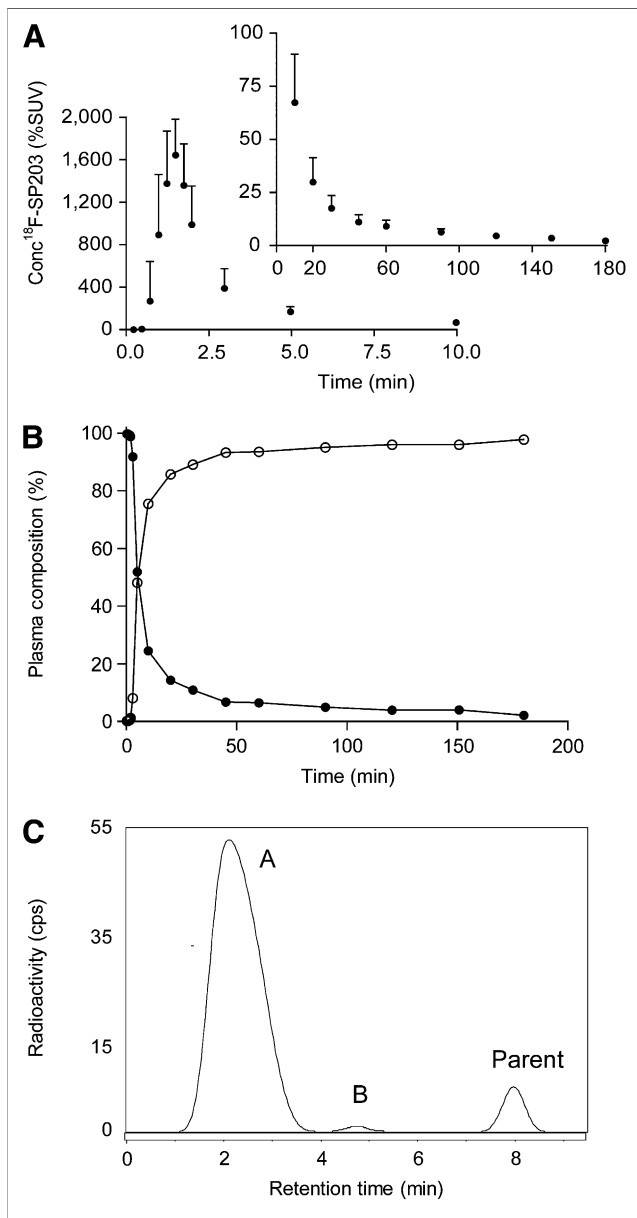 A
Conc18F-SP203 (%SUV)
2,000
1,600
1,200
800
400
0
0.0 2.5 5.0 7.5 10.0
Time (min)
100
75
50
25
0
0 20 60 100 140 180
B
Plasma composition (%)
100
80
60
40
20
0
0 50 100 150 200
Time (min)
C
Radioactivity (cps)
55
35
15
0
A
B
Parent
0 2 4 6 8
Retention time (min)